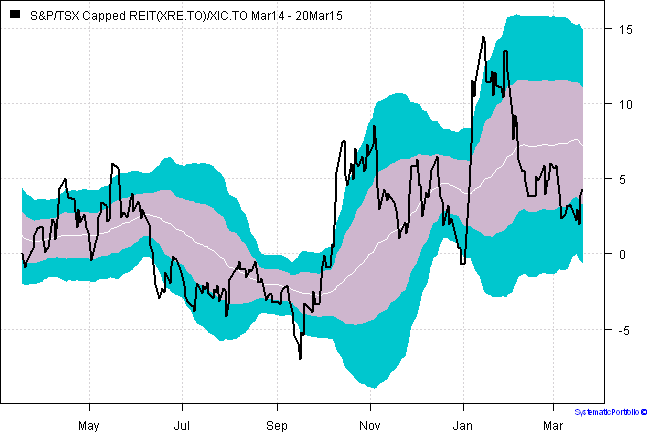 S&P/TSX Capped REIT(XRE.TO)/XIC.TO Mar14 - 20Mar15
15
10
5
0
-5
May Jul Sep Nov Jan Mar
SystematicPortfolio ©